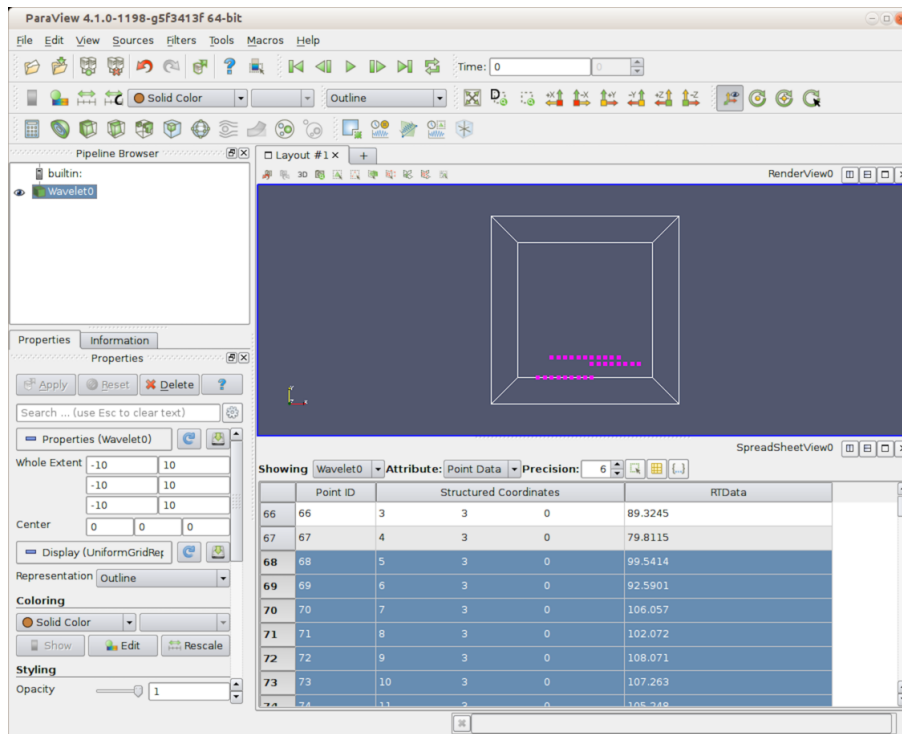 ParaView 4.1.0-1198-g5f3413f 64-bit
File Edit View Sources Filters Tools Macros Help
Time: 0 0
Solid Color Outline +X -X +Y -Y +Z -Z
Pipeline Browser
builtin:
Wavelet0
Layout #1 +
3D RenderView0
Properties Information
Properties
Apply Reset Delete ?
Search ... (use Esc to clear text)
Properties (Wavelet0)
Whole Extent -10 10
-10 10
-10 10
Center 0 0 0
Display (UniformGridRep
Representation Outline
Coloring
Solid Color
Show Edit Rescale
Styling
Opacity 1
SpreadSheetView0
Showing Wavelet0 Attribute: Point Data Precision: 6 {..}
Point ID Structured Coordinates RTData
66 66 3 3 0 89.3245
67 67 4 3 0 79.8115
68 68 5 3 0 99.5414
69 69 6 3 0 92.5901
70 70 7 3 0 106.057
71 71 8 3 0 102.072
72 72 9 3 0 108.071
73 73 10 3 0 107.263
74 74 11 3 0 105.248